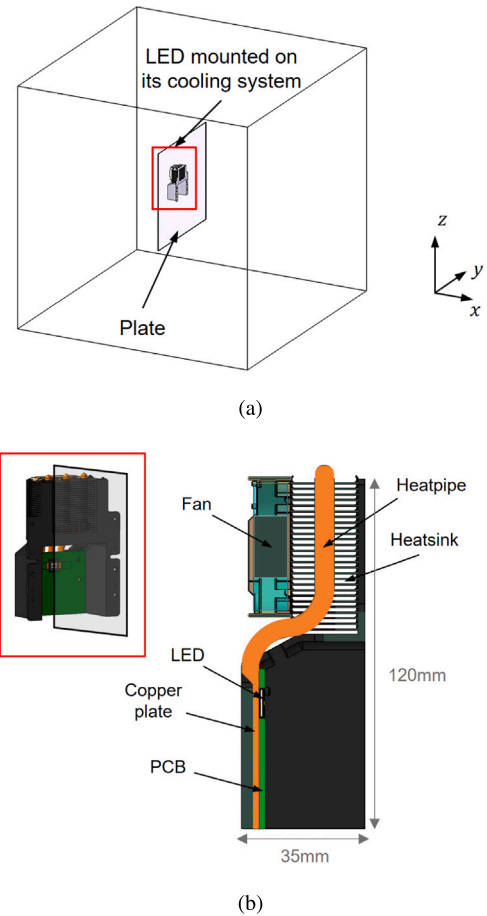 LED mounted on
its cooling system
z
y
x
Plate
(a)
Fan
Heatpipe
Heatsink
LED
Copper
plate
120mm
PCB
35mm
(b)